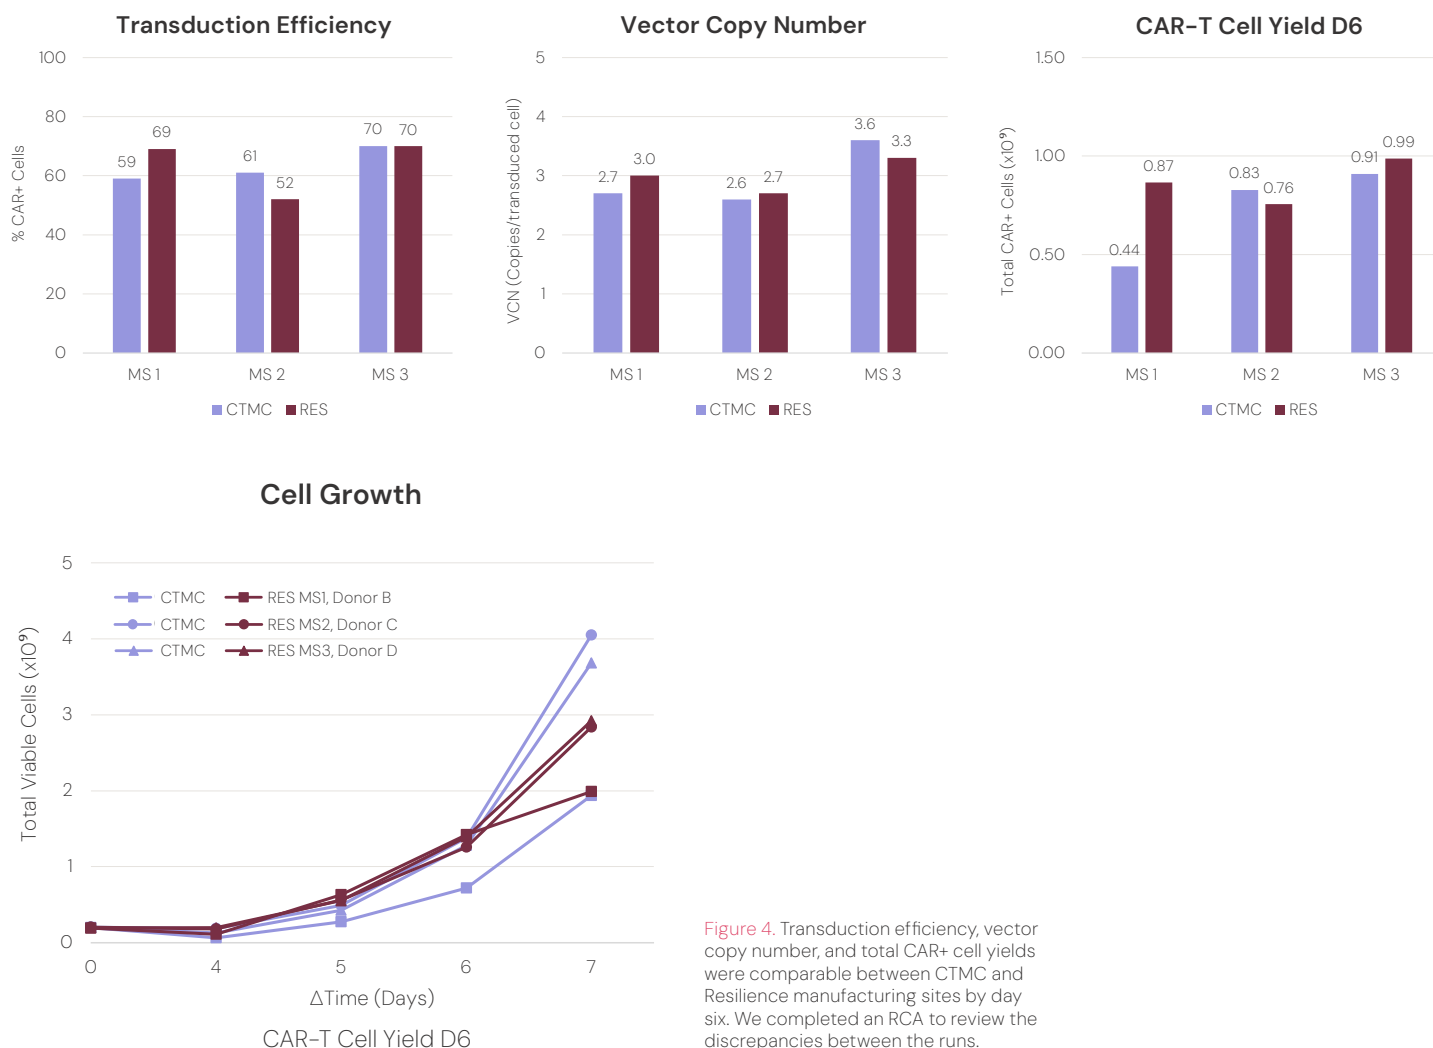 Transduction Efficiency
100
80
60
40
20
0
% CAR+ Cells
59
69
61
52
70
70
MS 1
MS 2
MS 3
CTMC
RES
Vector Copy Number
5
4
3
2
1
0
VCN (Copies/transduced cell)
2.7
3.0
2.6
2.7
3.6
3.3
MS 1
MS 2
MS 3
CTMC
RES
CAR-T Cell Yield D6
1.50
1.00
0.50
0.00
Total CAR+ Cells (x10⁹)
0.44
0.87
0.83
0.76
0.91
0.99
MS 1
MS 2
MS 3
CTMC
RES
Cell Growth
5
4
3
2
1
0
Total Viable Cells (x10⁹)
CTMC
RES MS1, Donor B
CTMC
RES MS2, Donor C
CTMC
RES MS3, Donor D
0
4
5
6
7
ΔTime (Days)
CAR-T Cell Yield D6
Figure 4. Transduction efficiency, vector
copy number, and total CAR+ cell yields
were comparable between CTMC and
Resilience manufacturing sites by day
six. We completed an RCA to review the
discrepancies between the runs.